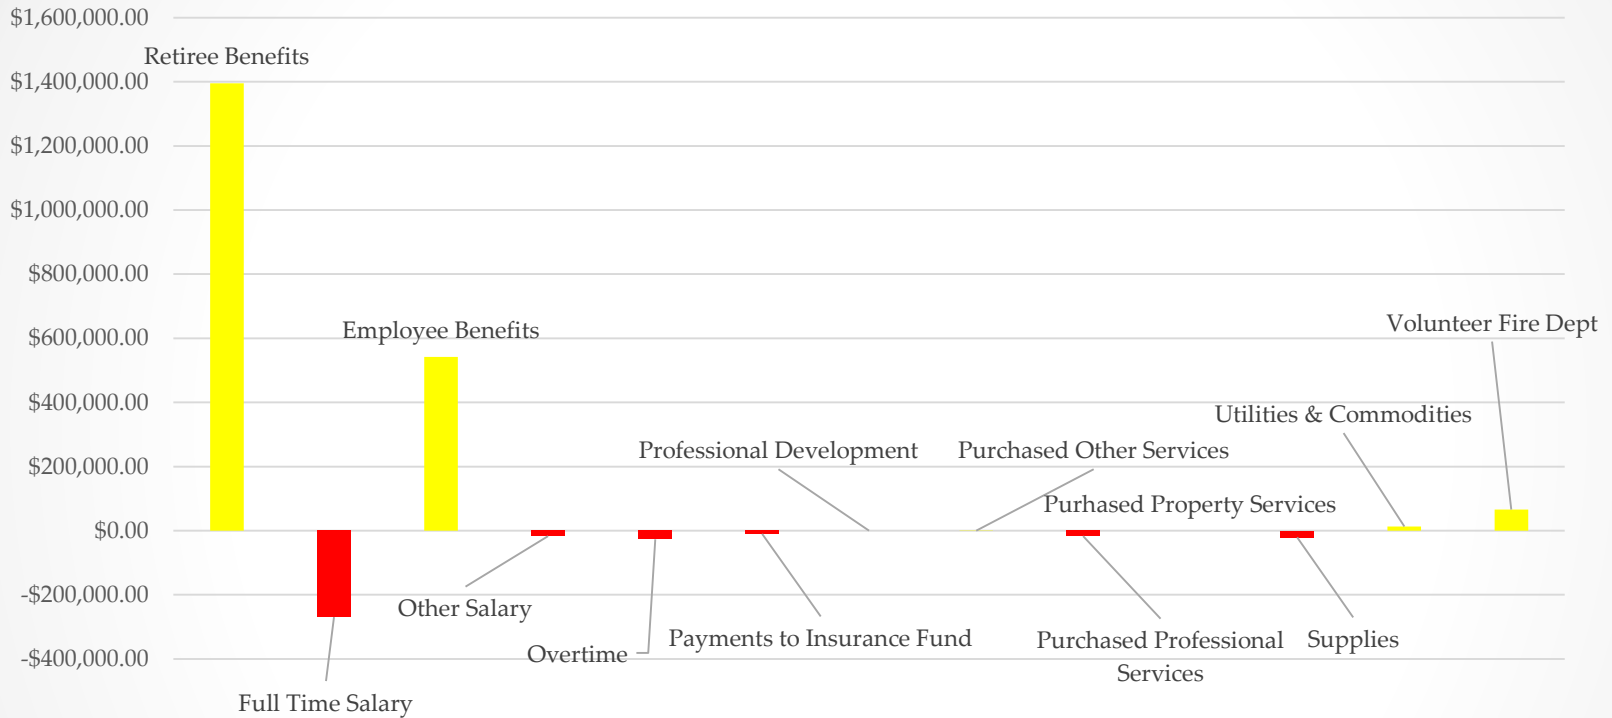 $1,600,000.00
$1,400,000.00
$1,200,000.00
$1,000,000.00
$800,000.00
$600,000.00
$400,000.00
$200,000.00
$0.00
-$200,000.00
-$400,000.00
Retiree Benefits
Full Time Salary
Employee Benefits
Other Salary
Overtime
Payments to Insurance Fund
Professional Development
Purchased Other Services
Purchased Professional
Services
Purhased Property Services
Supplies
Utilities & Commodities
Volunteer Fire Dept